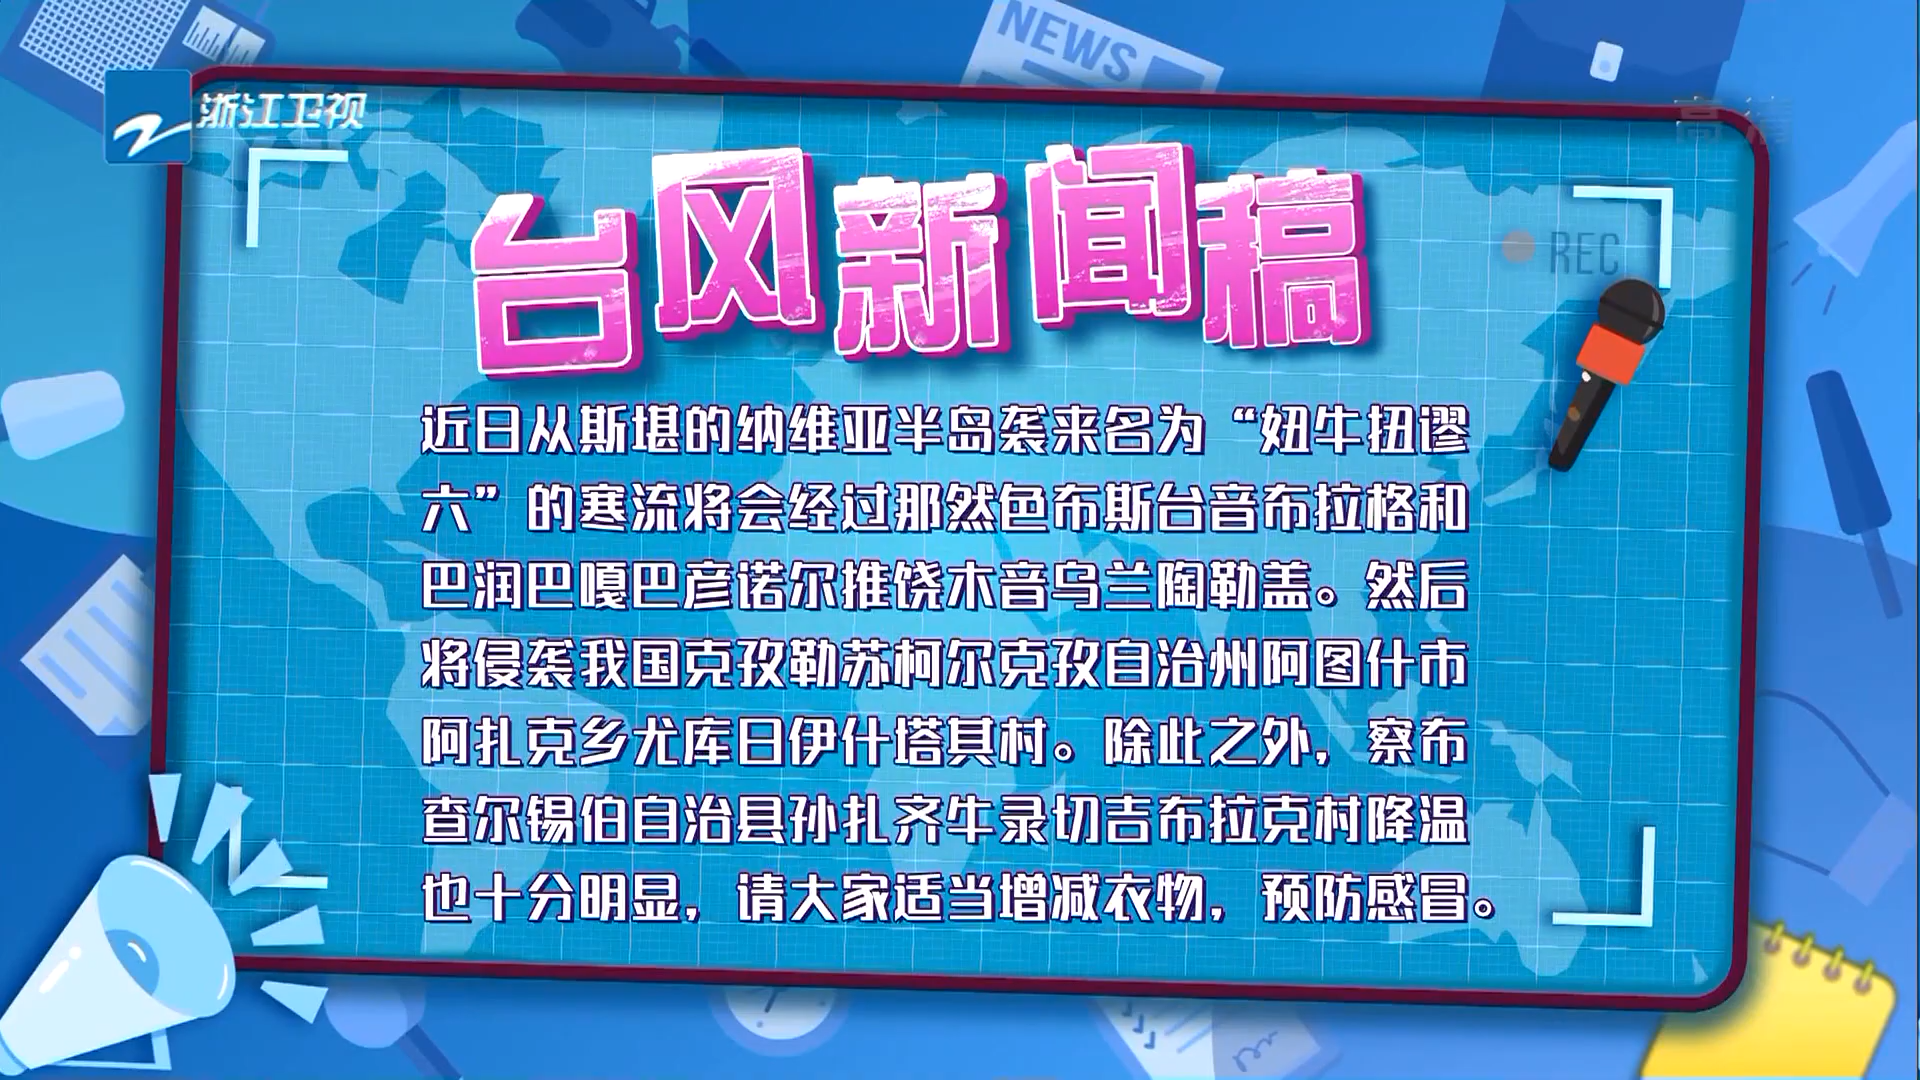 NEWS
浙江卫视
高清
台风新闻稿
REC
近日从斯堪的纳维亚半岛袭来名为“妞牛扭谬
六”的寒流将会经过那然色布斯台音布拉格和
巴润巴嘎巴彦诺尔推饶木音乌兰陶勒盖。然后
将侵袭我国克孜勒苏柯尔克孜自治州阿图什市
阿扎克乡尤库日伊什塔其村。除此之外，察布
查尔锡伯自治县孙扎齐牛录切吉布拉克村降温
也十分明显，请大家适当增减衣物，预防感冒。